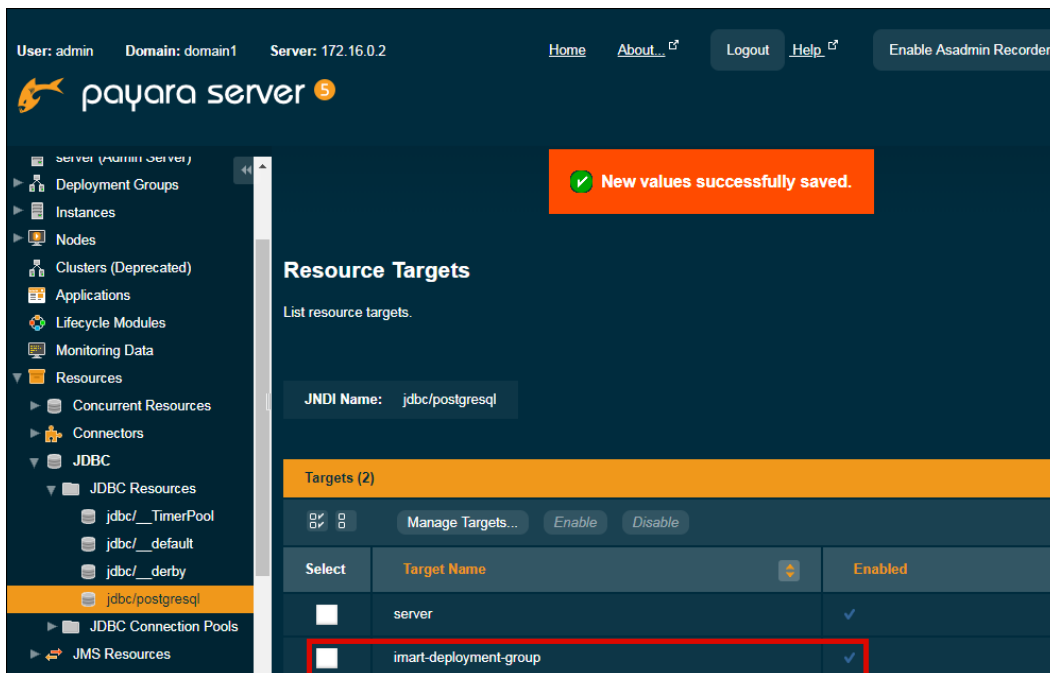 User: admin Domain: domain1 Server: 172.16.0.2 Home About... Logout Help Enable Asadmin Recorder
payara server 5
server (Admin Server)
Deployment Groups
Instances
Nodes
Clusters (Deprecated)
Applications
Lifecycle Modules
Monitoring Data
Resources
Concurrent Resources
Connectors
JDBC
JDBC Resources
jdbc/__TimerPool
jdbc/__default
jdbc/__derby
jdbc/postgresql
JDBC Connection Pools
JMS Resources
New values successfully saved.
Resource Targets
List resource targets.
JNDI Name: jdbc/postgresql
Targets (2)
Manage Targets... Enable Disable
Select Target Name Enabled
server
imart-deployment-group